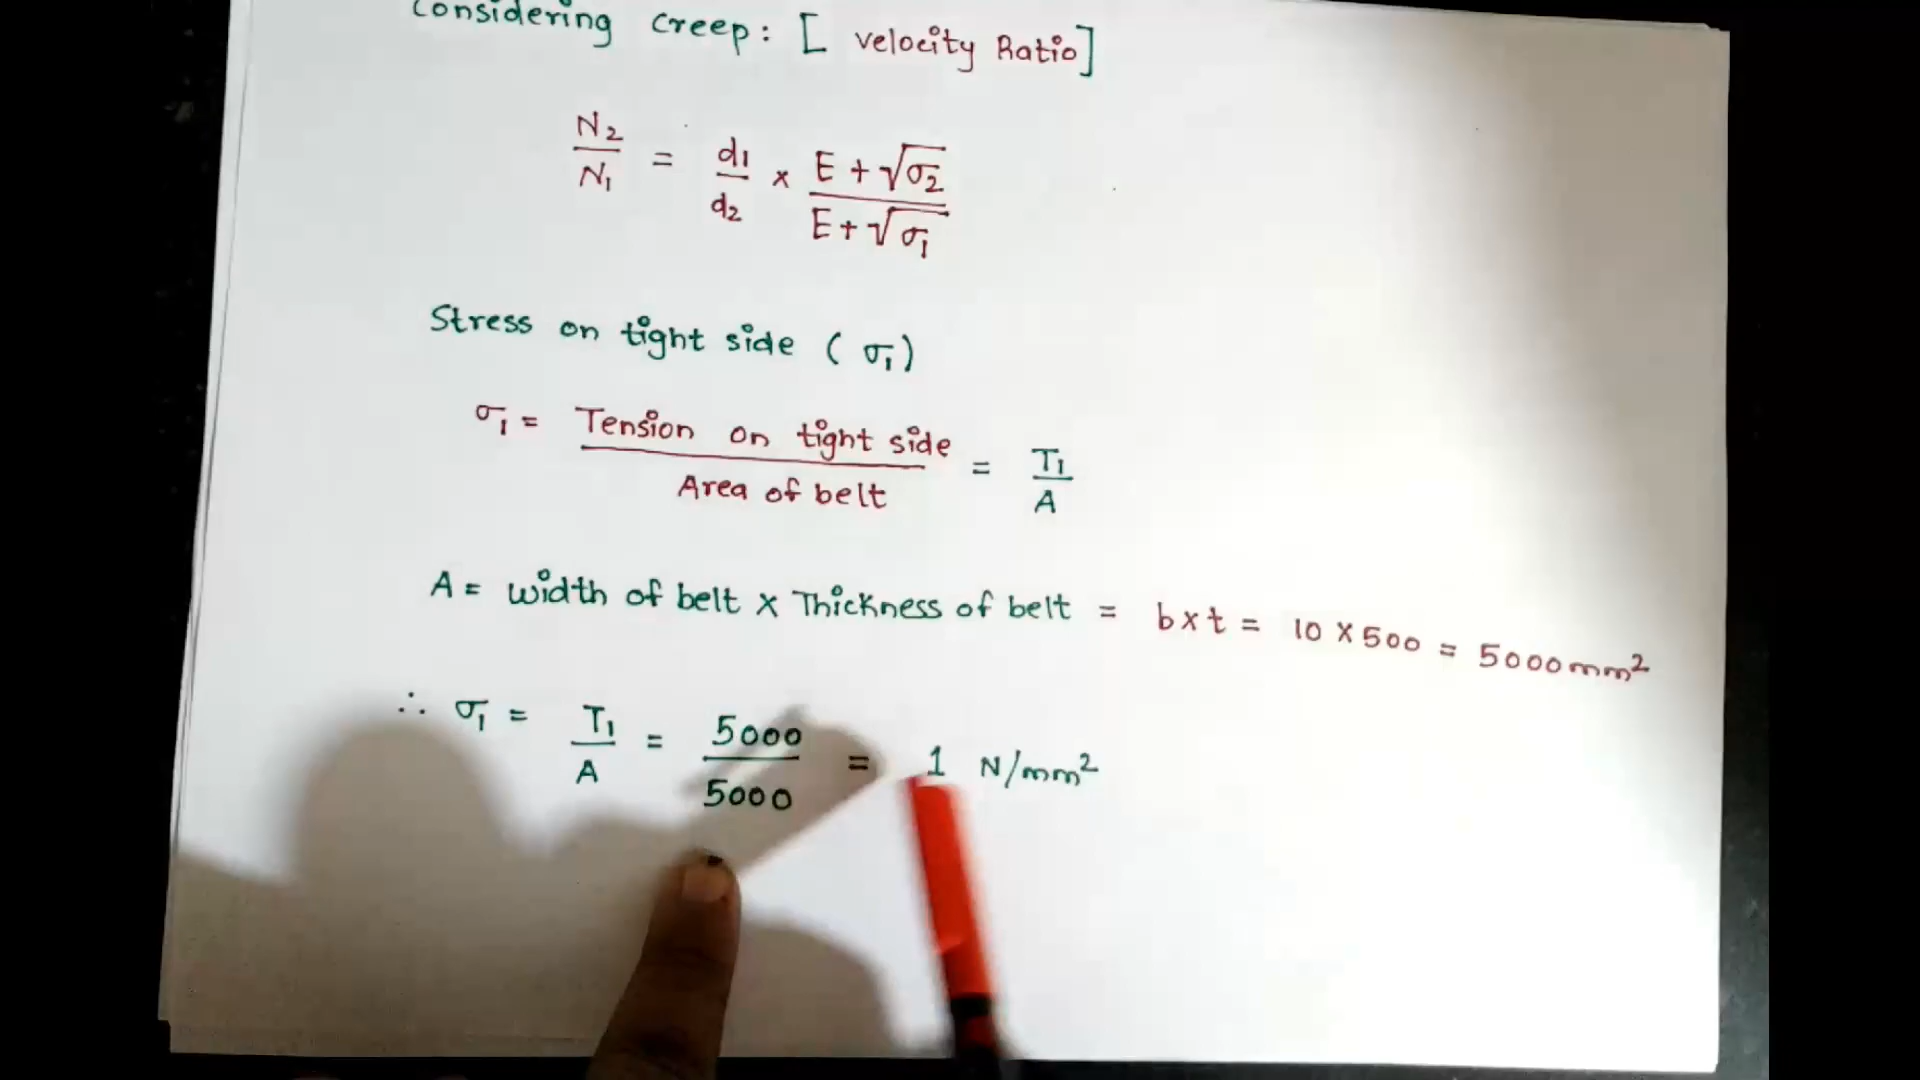 Considering creep: [ velocity Ratio]
N2/N1 = d1/d2 x E + √σ2 / E + √σ1
Stress on tight side ( σ1)
σ1 = Tension on tight side / Area of belt = T1/A
A = width of belt x Thickness of belt = b x t = 10 X 500 = 5000 mm²
∴ σ1 = T1/A = 5000/5000 = 1 N/mm²